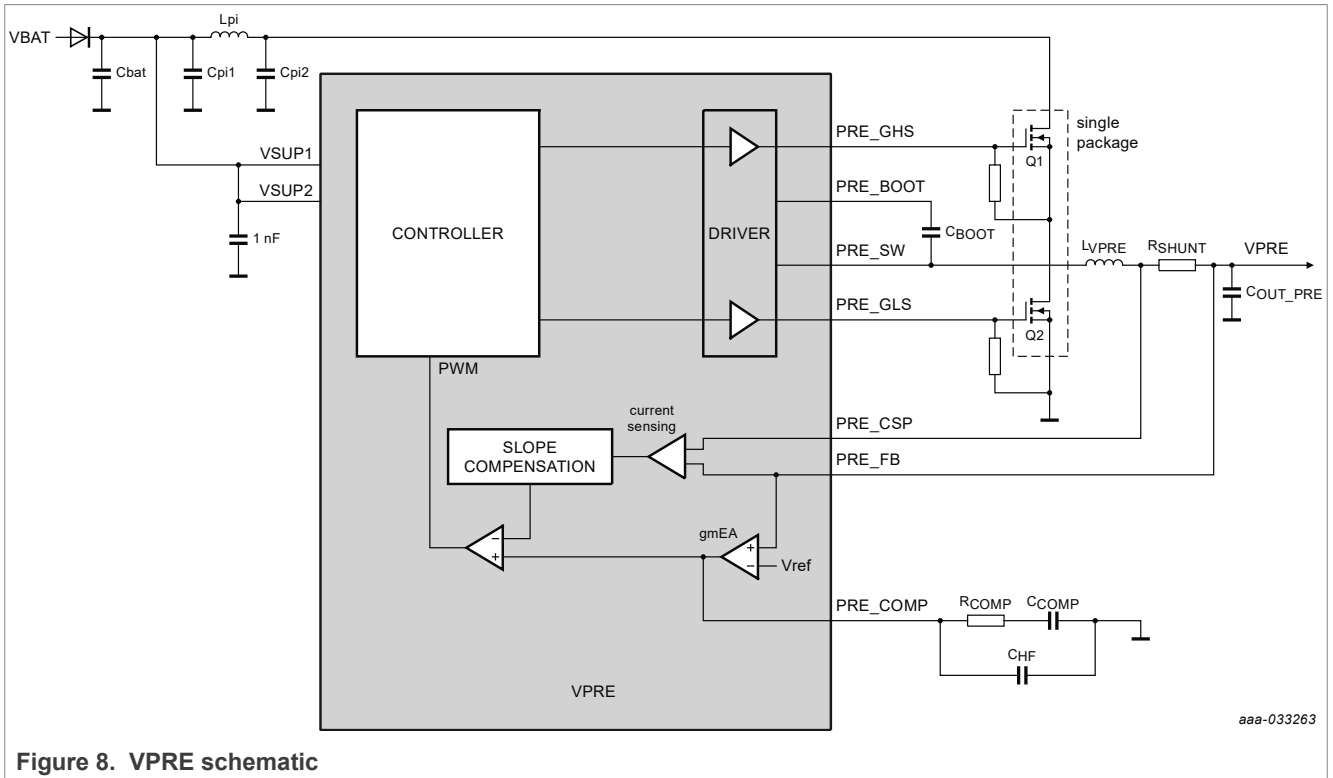 Lpi
VBAT
Cbat
Cpi1
Cpi2
VSUP1
VSUP2
1 nF
CONTROLLER
PWM
DRIVER
PRE_GHS
PRE_BOOT
PRE_SW
PRE_GLS
CBOOT
Q1
Q2
single
package
LVPRE
RSHUNT
VPRE
COUT_PRE
current
sensing
SLOPE
COMPENSATION
PRE_CSP
PRE_FB
gmEA
+
−
Vref
−
+
PRE_COMP
RCOMP
CCOMP
CHF
VPRE
aaa-033263
Figure 8. VPRE schematic